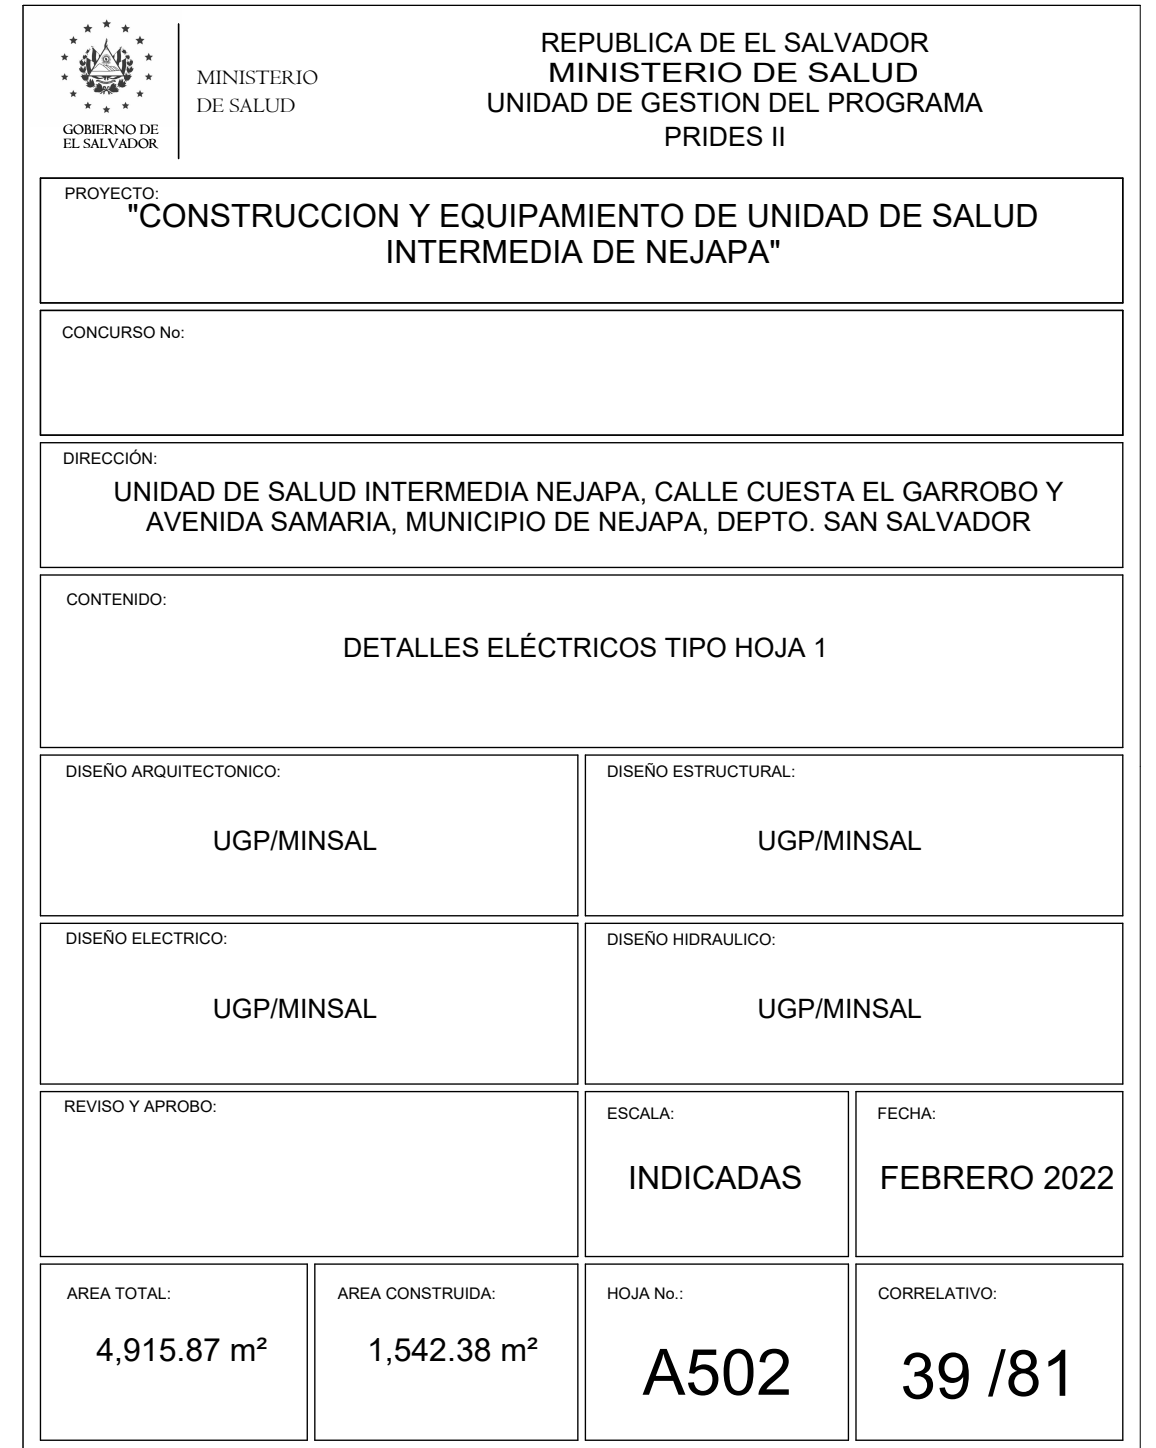 GOBIERNO DE
EL SALVADOR
MINISTERIO
DE SALUD
REPUBLICA DE EL SALVADOR
MINISTERIO DE SALUD
UNIDAD DE GESTION DEL PROGRAMA
PRIDES II
PROYECTO:
"CONSTRUCCION Y EQUIPAMIENTO DE UNIDAD DE SALUD
INTERMEDIA DE NEJAPA"
CONCURSO No:
DIRECCIÓN:
UNIDAD DE SALUD INTERMEDIA NEJAPA, CALLE CUESTA EL GARROBO Y
AVENIDA SAMARIA, MUNICIPIO DE NEJAPA, DEPTO. SAN SALVADOR
CONTENIDO:
DETALLES ELÉCTRICOS TIPO HOJA 1
DISEÑO ARQUITECTONICO:
UGP/MINSAL
DISEÑO ESTRUCTURAL:
UGP/MINSAL
DISEÑO ELECTRICO:
UGP/MINSAL
DISEÑO HIDRAULICO:
UGP/MINSAL
REVISO Y APROBO:
ESCALA:
INDICADAS
FECHA:
FEBRERO 2022
AREA TOTAL:
4,915.87 m²
AREA CONSTRUIDA:
1,542.38 m²
HOJA No.:
A502
CORRELATIVO:
39 /81